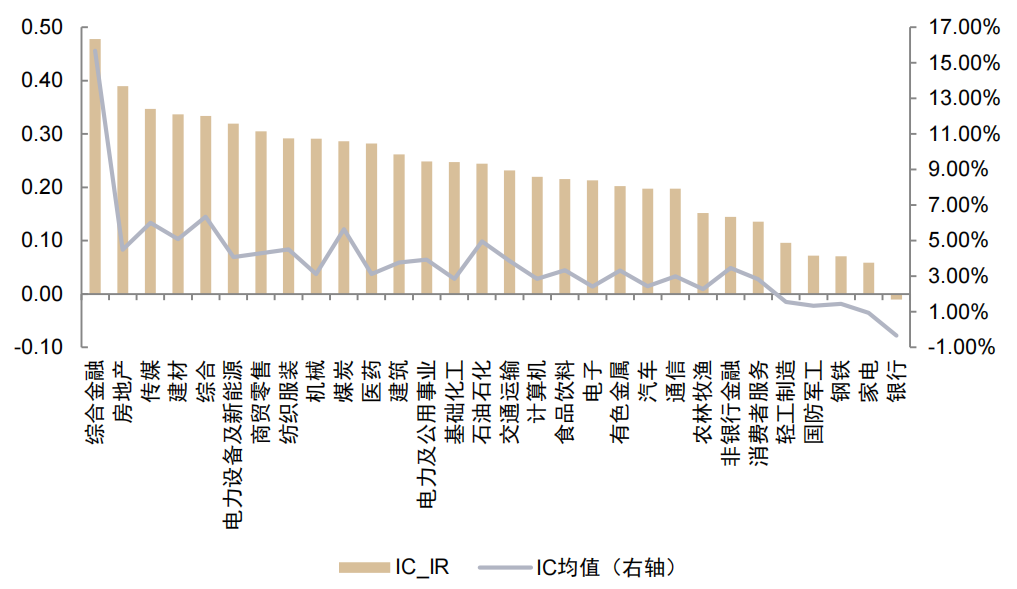 0.50
0.40
0.30
0.20
0.10
0.00
-0.10
17.00%
15.00%
13.00%
11.00%
9.00%
7.00%
5.00%
3.00%
1.00%
-1.00%
综合金融
房地产
传媒
建材
综合
电力设备及新能源
商贸零售
纺织服装
机械
煤炭
医药
建筑
电力及公用事业
基础化工
石油石化
交通运输
计算机
食品饮料
电子
有色金属
汽车
通信
农林牧渔
非银行金融
消费者服务
轻工制造
国防军工
钢铁
家电
银行
IC_IR
IC均值（右轴）